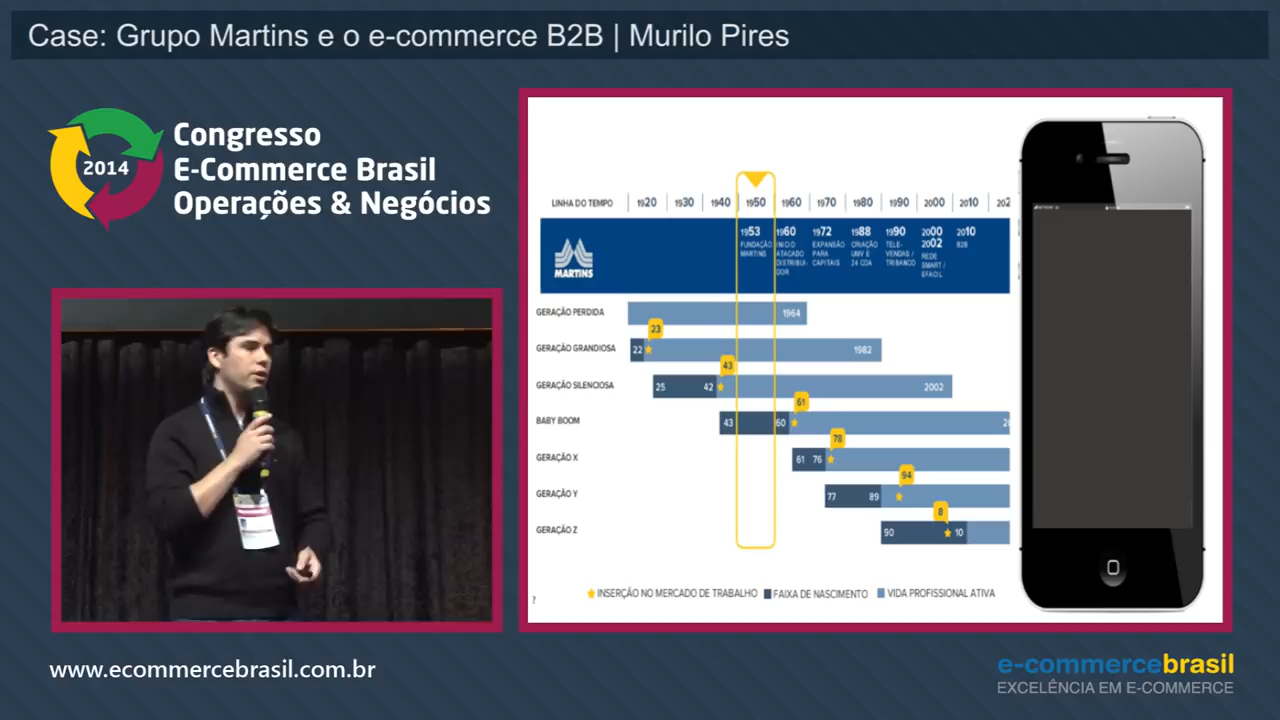 Case: Grupo Martins e o e-commerce B2B | Murilo Pires
2014
Congresso
E-Commerce Brasil
Operações & Negócios
LINHA DO TEMPO 1920 1930 1940 1950 1960 1970 1980 1990 2000 2010
MARTINS
1953
FUNDAÇÃO
MARTINS
1960
INICIO
ATACADO
DISTRIBUI-
DOR
1972
EXPANSÃO
PARA
CAPITAIS
1988
CRIAÇÃO
UMV E
24 CDA
1990
TELE-
VENDAS /
TRIBANCO
2000
2002
REDE
SMART /
EFACIL
2010
B2B
GERAÇÃO PERDIDA 1964
23
GERAÇÃO GRANDIOSA 22 1982
43
GERAÇÃO SILENCIOSA 25 42 2002
61
BABY BOOM 43 60
78
GERAÇÃO X 61 76
94
GERAÇÃO Y 77 89
8
GERAÇÃO Z 90 10
?
INSERÇÃO NO MERCADO DE TRABALHO FAIXA DE NASCIMENTO VIDA PROFISSIONAL ATIVA
www.ecommercebrasil.com.br
e-commercebrasil
EXCELÊNCIA EM E-COMMERCE